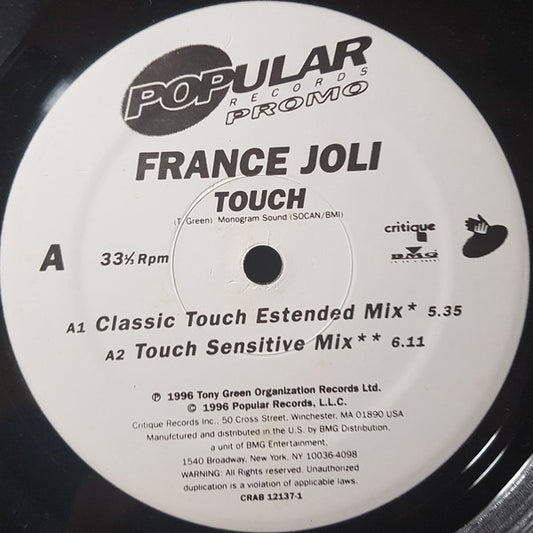 POPULAR
RECORDS
PROMO
FRANCE JOLI
TOUCH
(T. Green) Monogram Sound (SOCAN/BMI)
A 33⅓ Rpm
critique
BMG
A1 Classic Touch Estended Mix* 5.35
A2 Touch Sensitive Mix** 6.11
℗ 1996 Tony Green Organization Records Ltd.
© 1996 Popular Records, L.L.C.
Critique Records Inc., 50 Cross Street, Winchester, MA 01890 USA
Manufctured and distributed in the U.S. by BMG Distribution,
a unit of BMG Entertainment,
1540 Broadway, New York, NY 10036-4098
WARNING: All Rights reserved. Unauthorized
duplication is a violation of applicable laws.
CRAB 12137-1